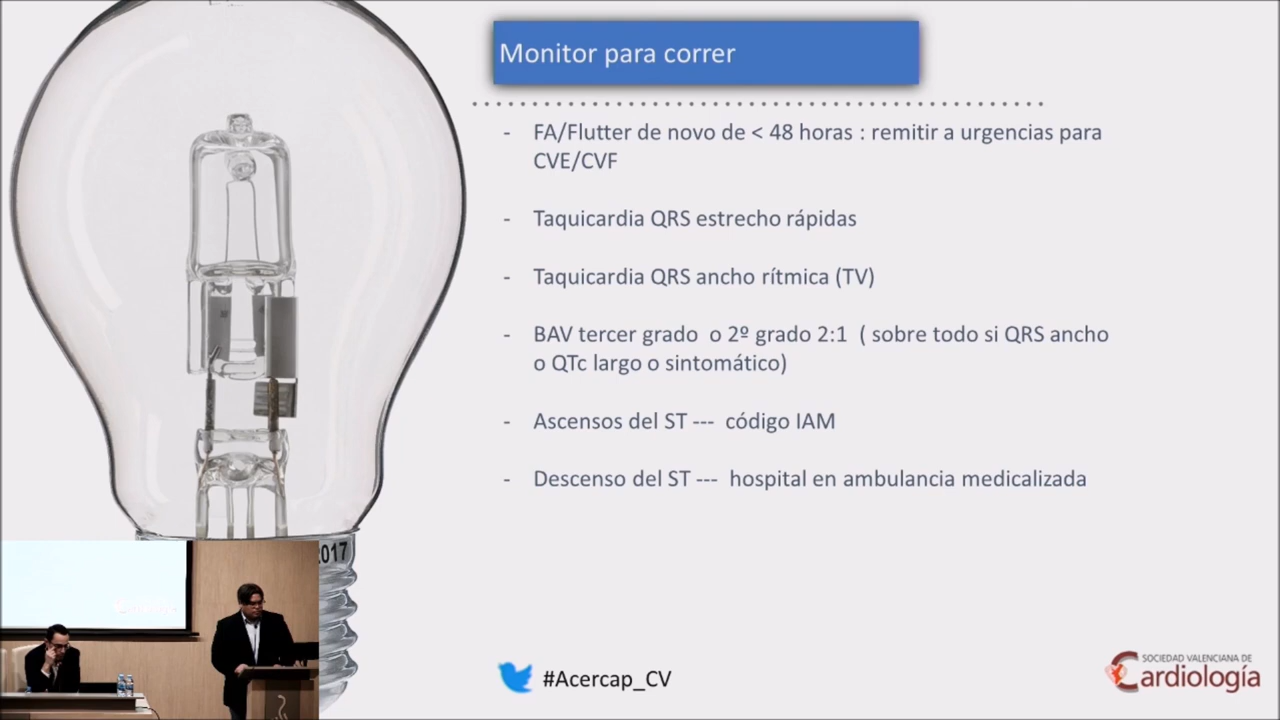 Monitor para correr
- FA/Flutter de novo de < 48 horas : remitir a urgencias para
CVE/CVF
- Taquicardia QRS estrecho rápidas
- Taquicardia QRS ancho rítmica (TV)
- BAV tercer grado  o 2º grado 2:1  ( sobre todo si QRS ancho
o QTc largo o sintomático)
- Ascensos del ST ---  código IAM
- Descenso del ST ---  hospital en ambulancia medicalizada
2017
#Acercap_CV
SOCIEDAD VALENCIANA DE
Cardiología